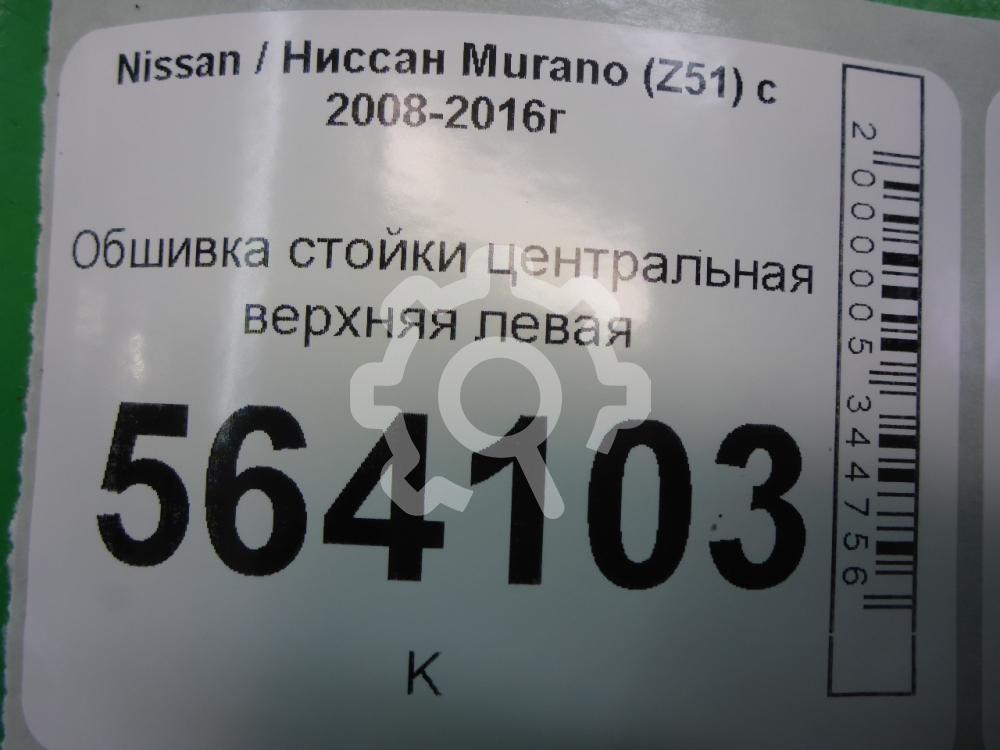 Nissan / Ниссан Murano (Z51) с
2008-2016г
Обшивка стойки центральная
верхняя левая
564103
К
2000005344756